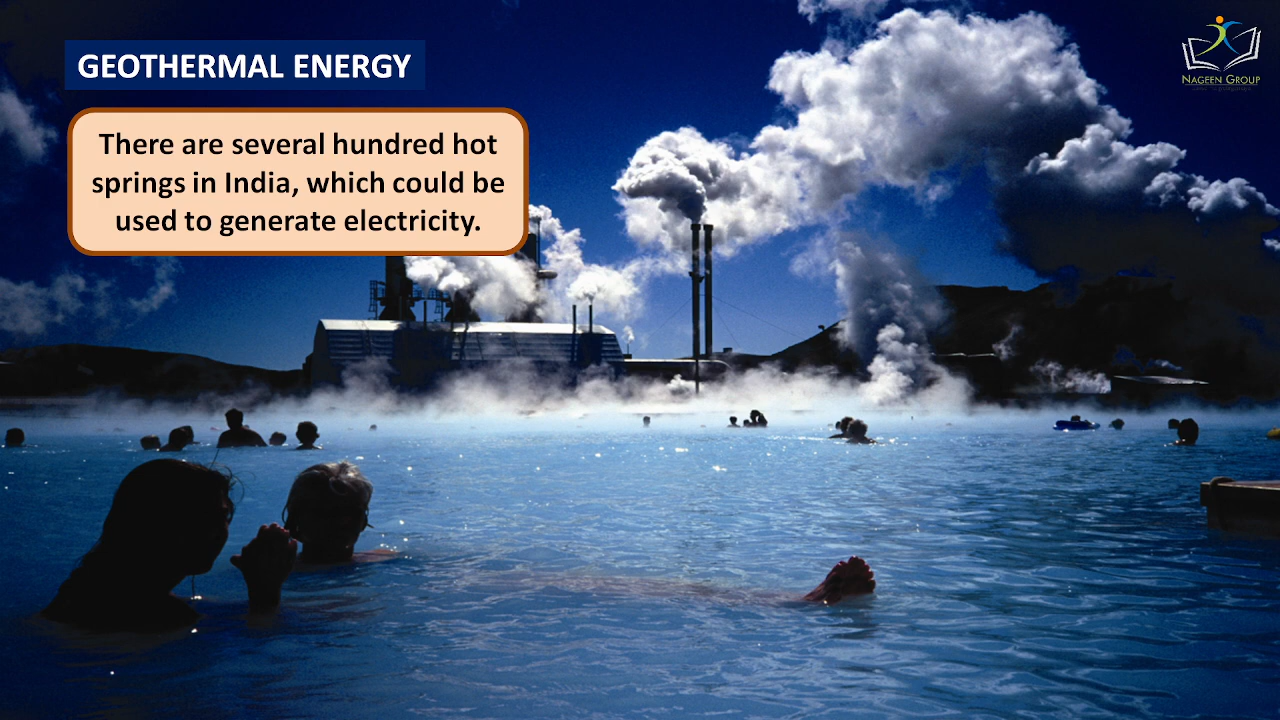 GEOTHERMAL ENERGY
There are several hundred hot
springs in India, which could be
used to generate electricity.
NAGEEN GROUP